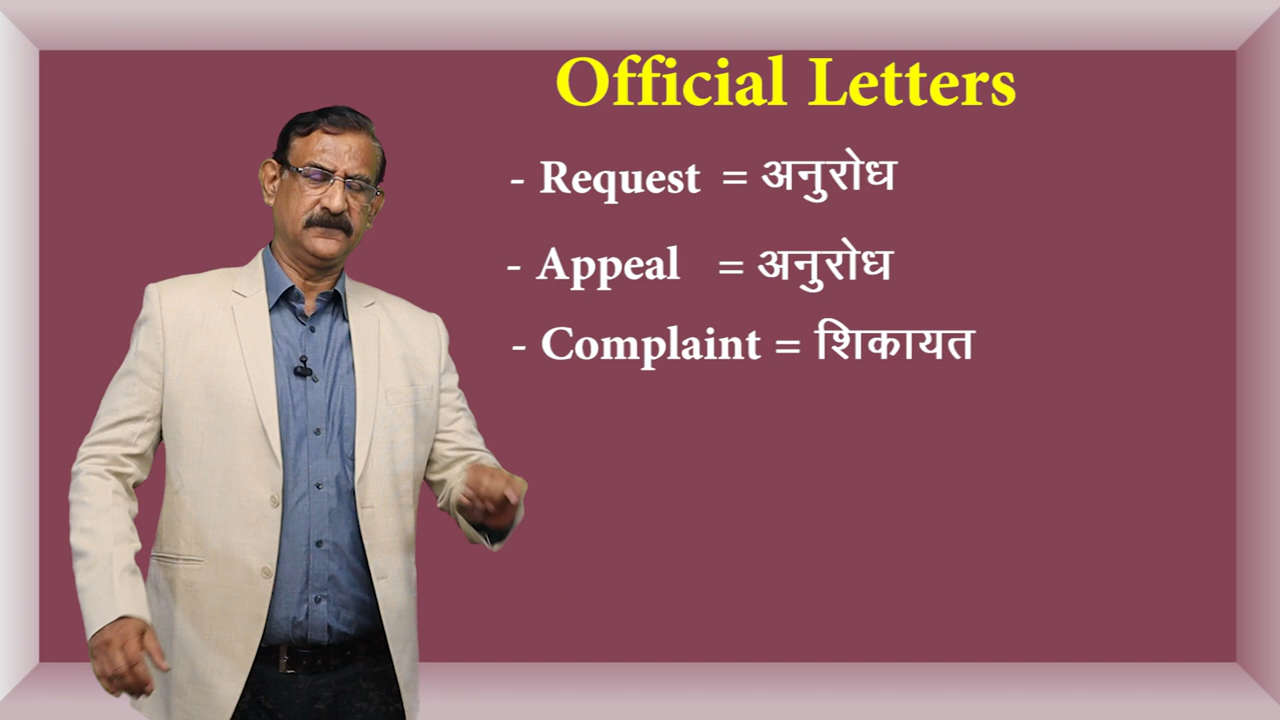 Official Letters
- Request = अनुरोध
- Appeal = अनुरोध
- Complaint = शिकायत